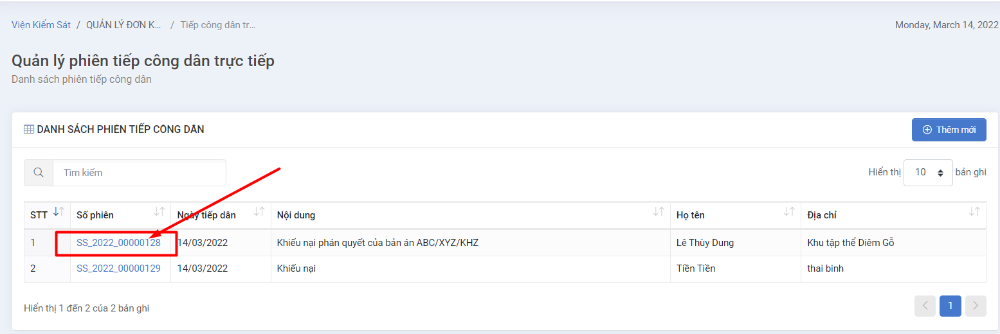 Viện Kiểm Sát / QUẢN LÝ ĐƠN K... / Tiếp công dân tr... Monday, March 14, 2022
Quản lý phiên tiếp công dân trực tiếp
Danh sách phiên tiếp công dân
DANH SÁCH PHIÊN TIẾP CÔNG DÂN Thêm mới
Tìm kiếm Hiển thị 10 bản ghi
STT Số phiên Ngày tiếp dân Nội dung Họ tên Địa chỉ
1 SS_2022_00000128 14/03/2022 Khiếu nại phán quyết của bản án ABC/XYZ/KHZ Lê Thùy Dung Khu tập thể Diêm Gỗ
2 SS_2022_00000129 14/03/2022 Khiếu nại Tiền Tiền thai binh
Hiển thị 1 đến 2 của 2 bản ghi 1